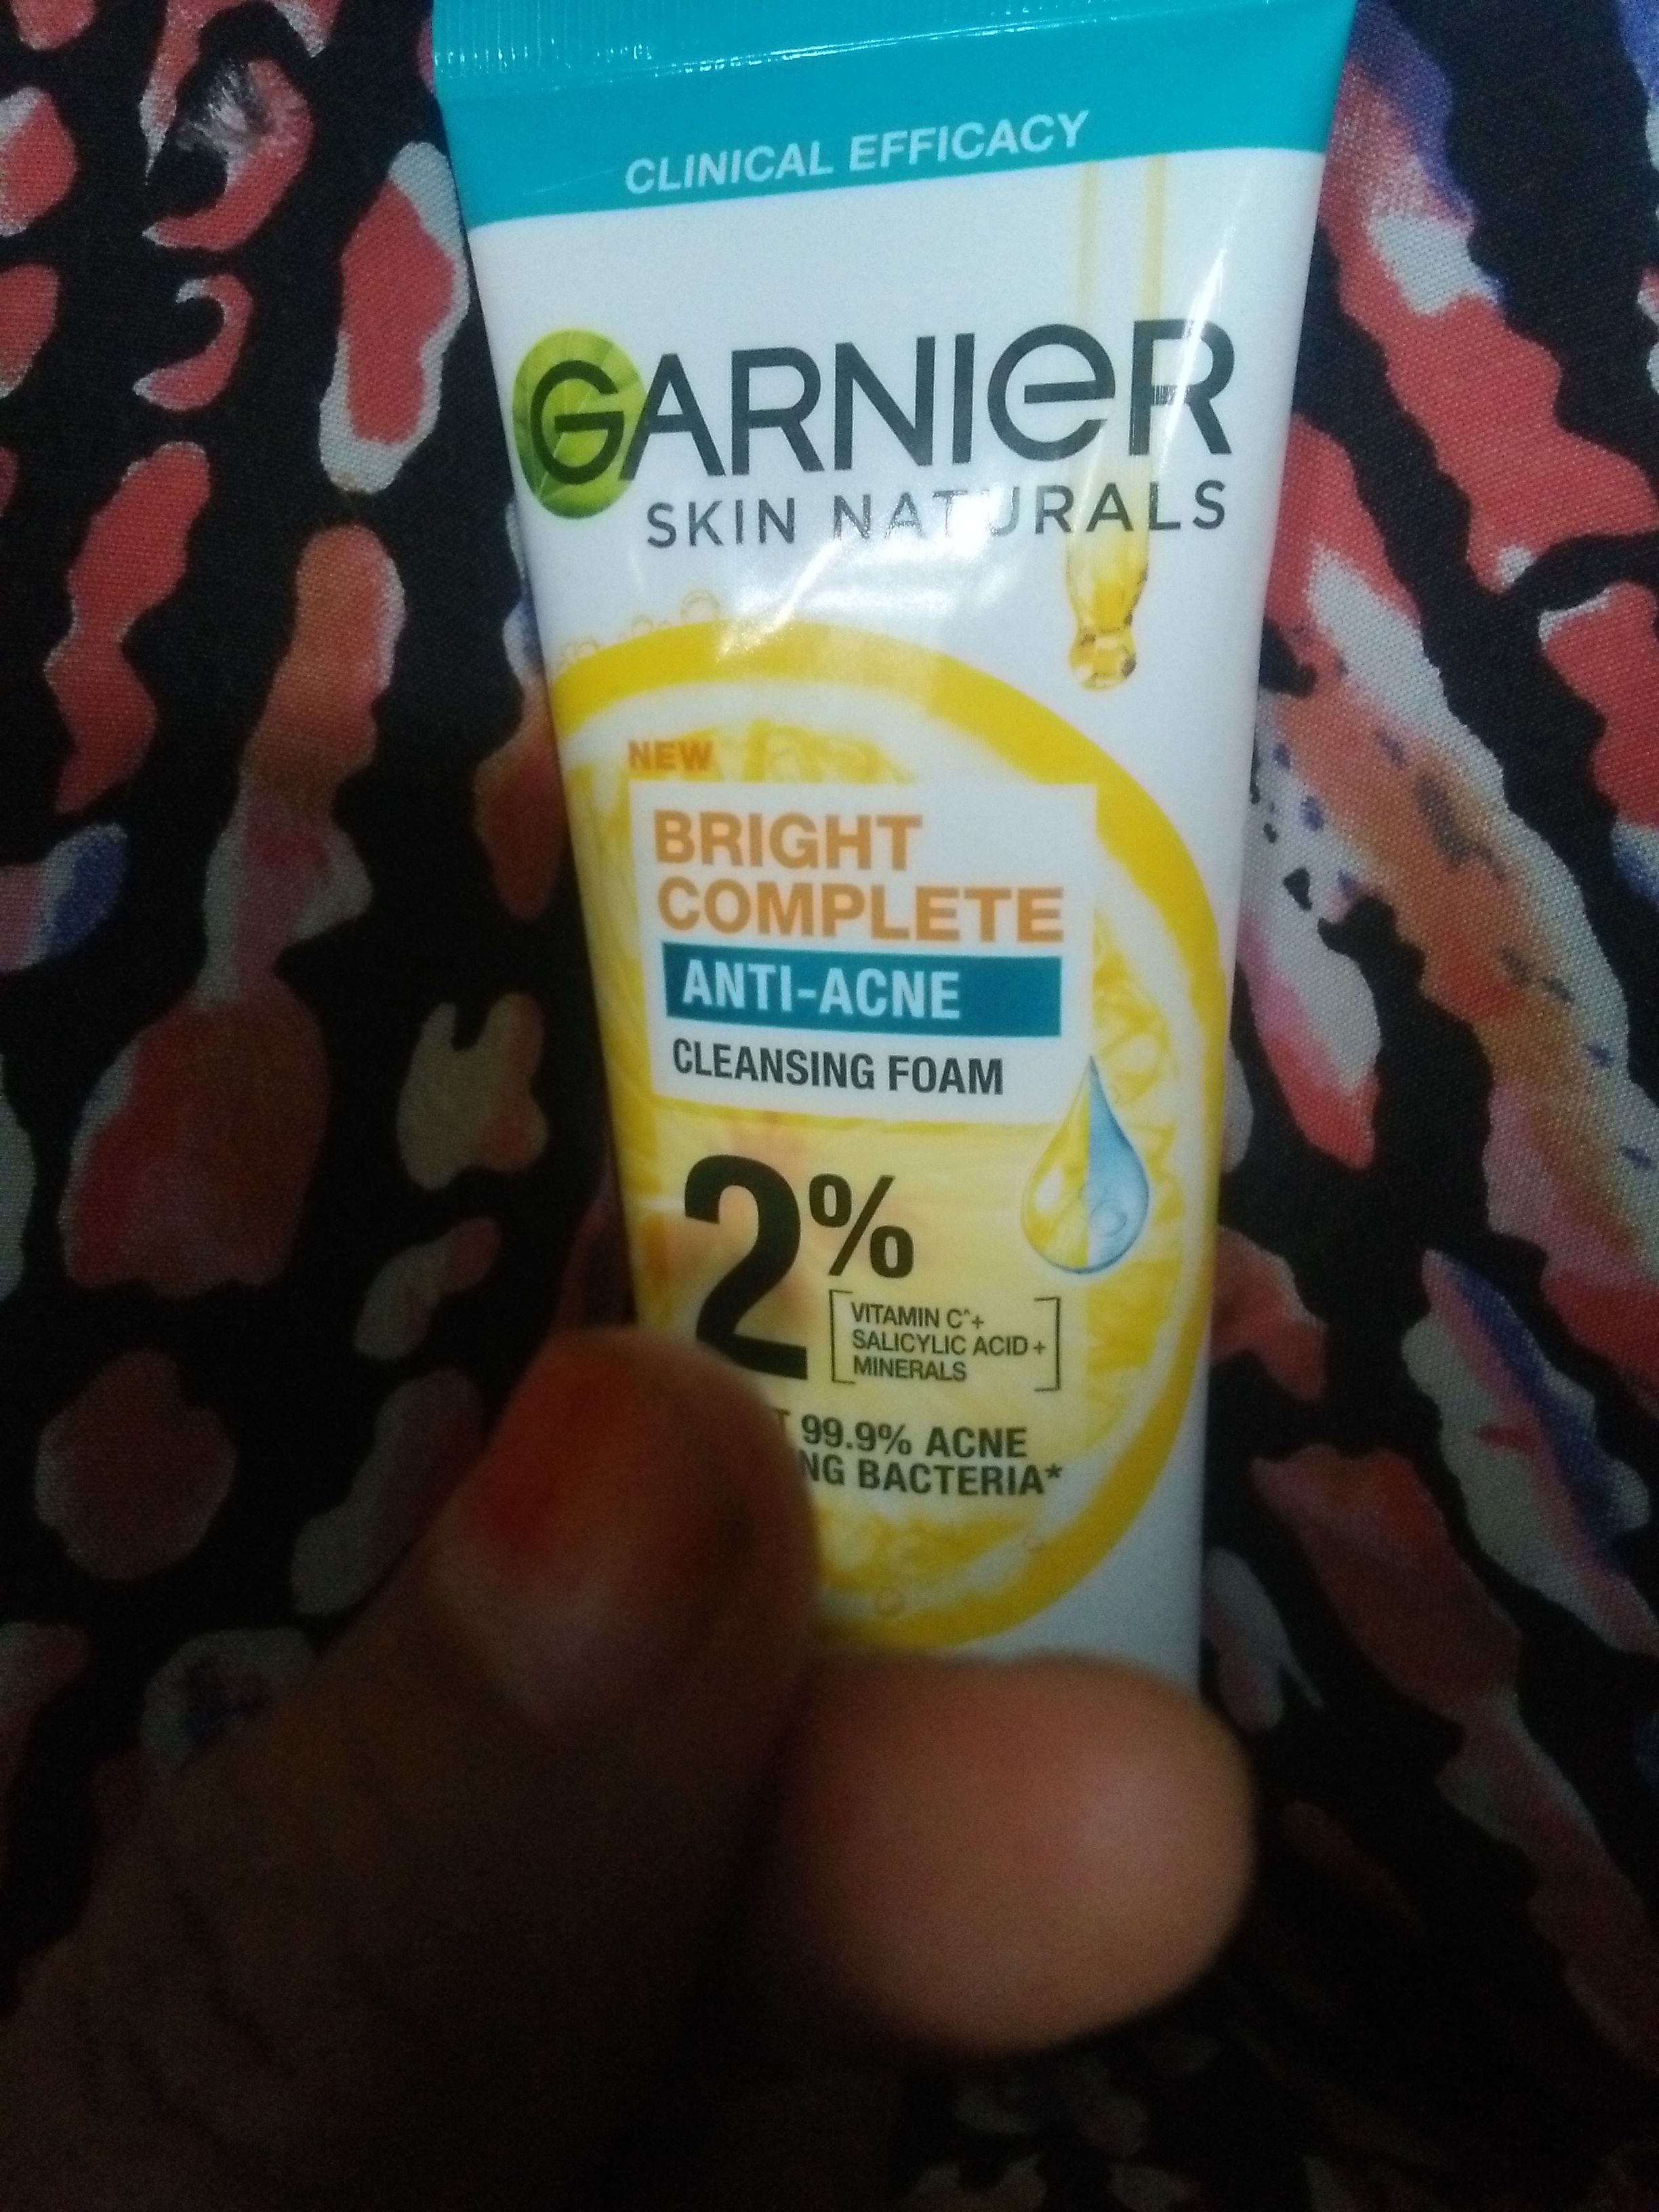 CLINICAL EFFICACY
GARNIER
SKIN NATURALS
NEW
BRIGHT
COMPLETE
ANTI-ACNE
CLEANSING FOAM
2%
VITAMIN C^+
SALICYLIC ACID+
MINERALS
99.9% ACNE
BACTERIA*